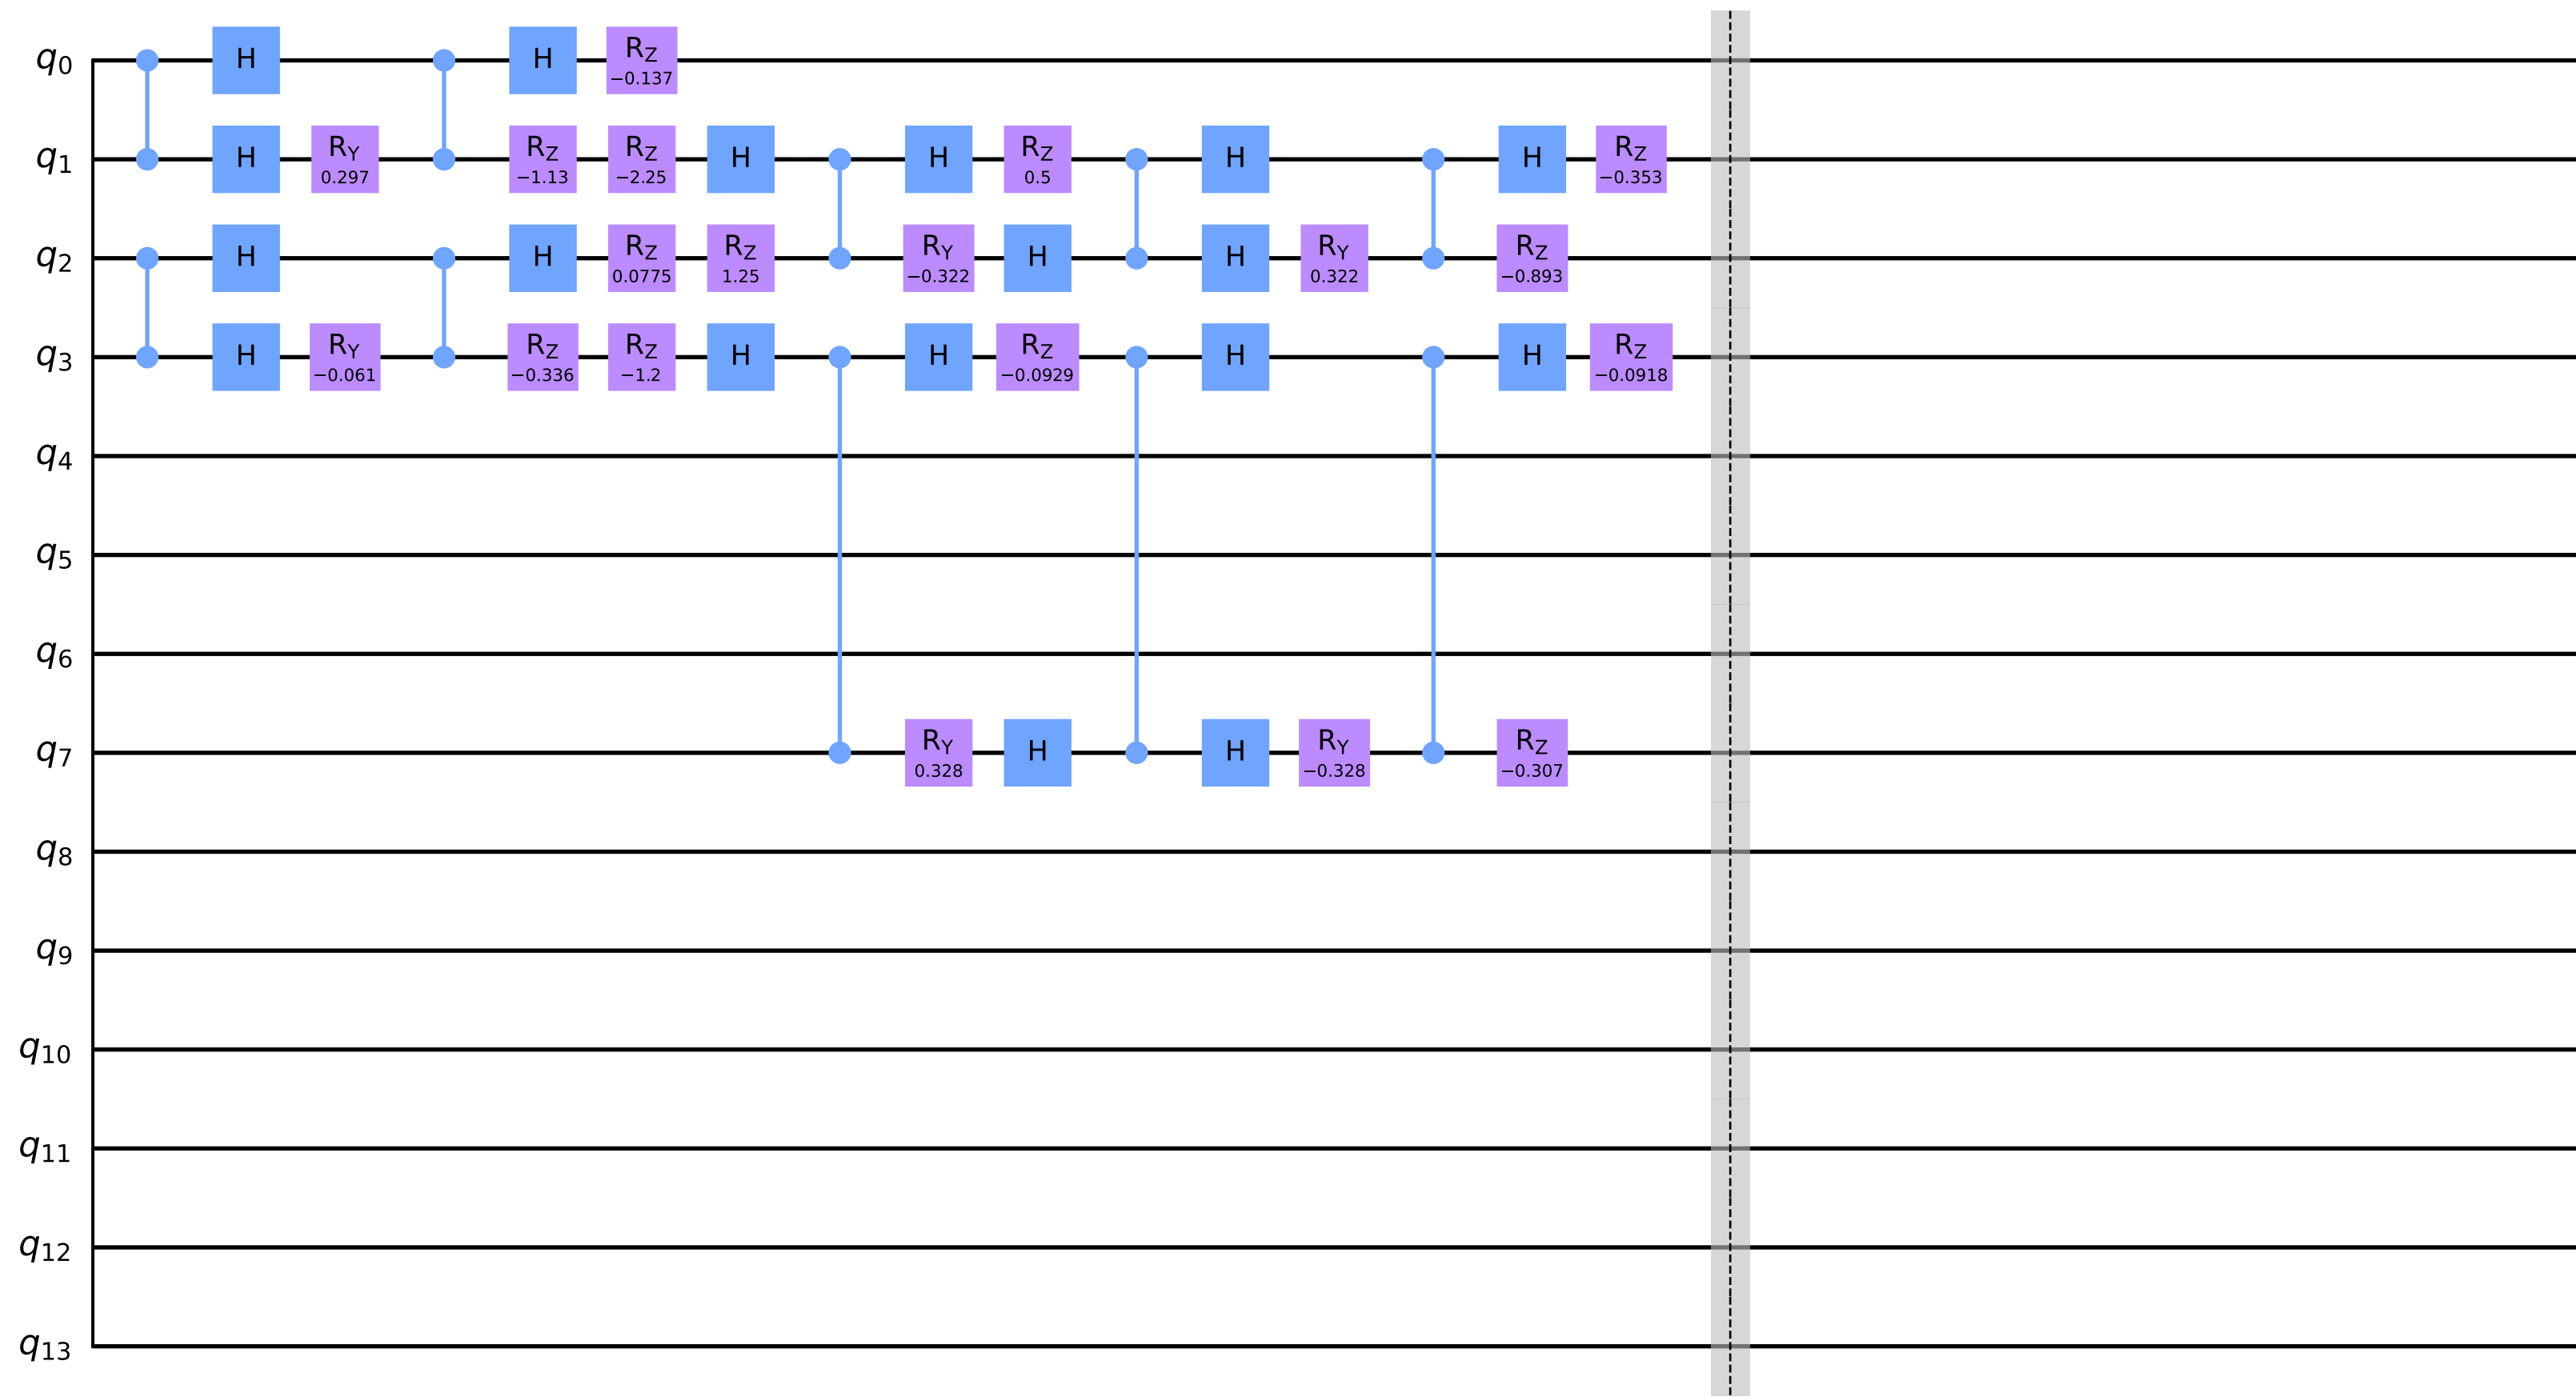 q0 H H RZ −0.137
q1 H RY 0.297 RZ −1.13 RZ −2.25 H H RZ 0.5 H H RZ −0.353
q2 H H RZ 0.0775 RZ 1.25 RY −0.322 H H RY 0.322 RZ −0.893
q3 H RY −0.061 RZ −0.336 RZ −1.2 H H RZ −0.0929 H H RZ −0.0918
q4
q5
q6
q7 RY 0.328 H H RY −0.328 RZ −0.307
q8
q9
q10
q11
q12
q13